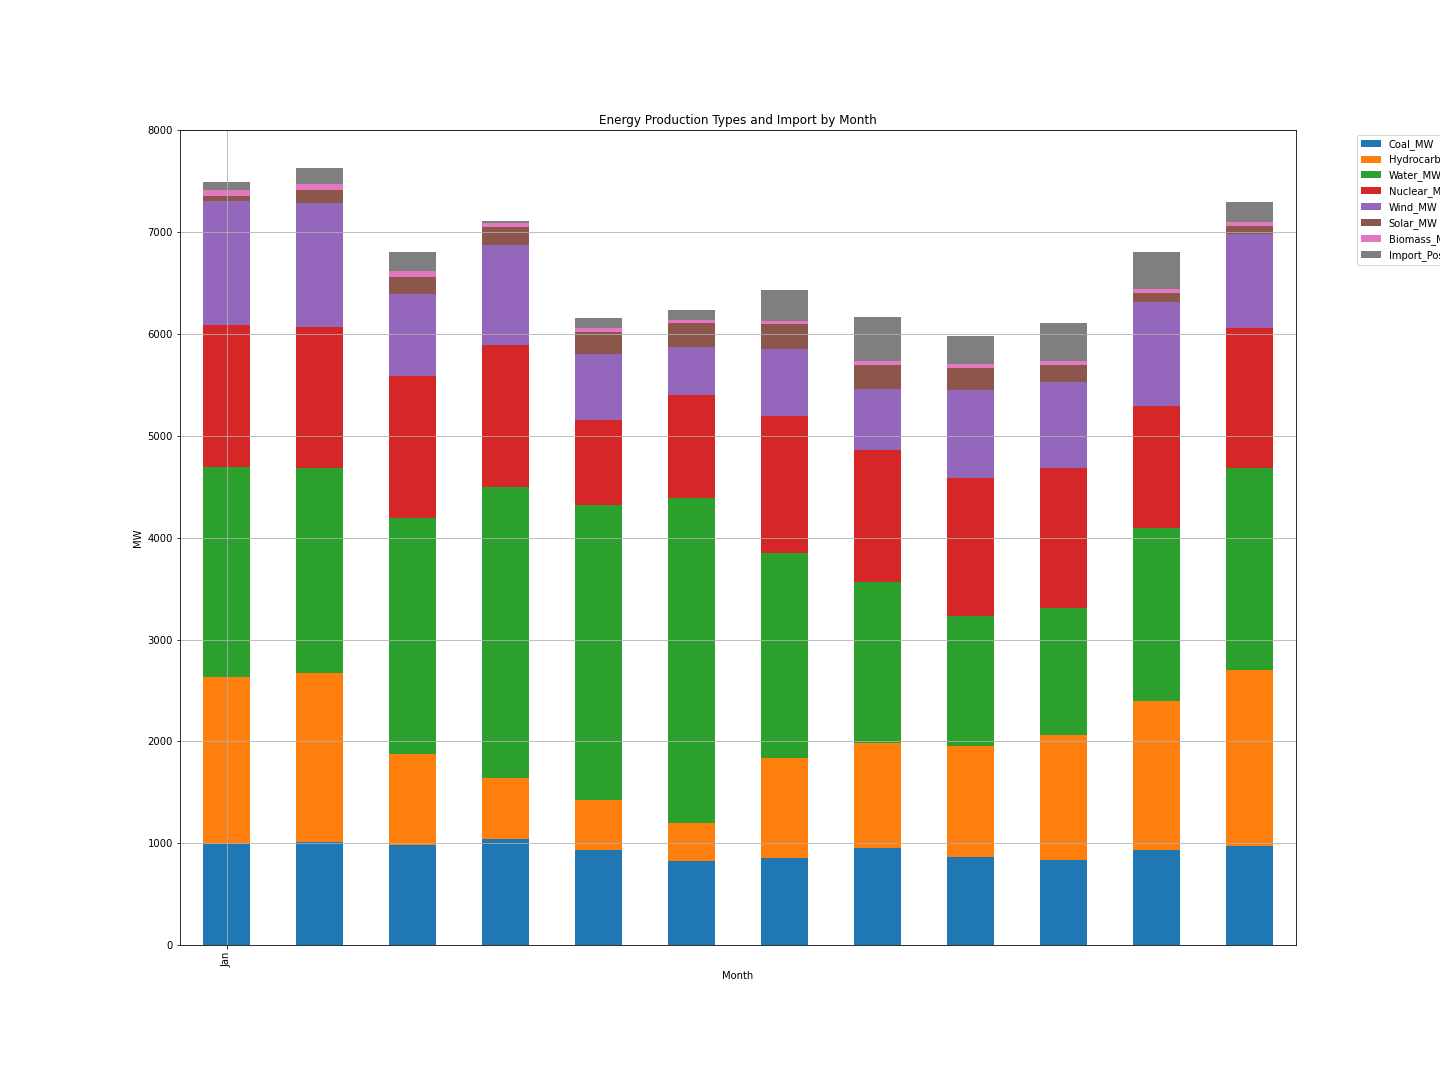 Energy Production Types and Import by Month
8000
7000
6000
5000
4000
3000
2000
1000
0
MW
Jan
Month
Coal_MW
Hydrocarb
Water_MW
Nuclear_M
Wind_MW
Solar_MW
Biomass_M
Import_Pos